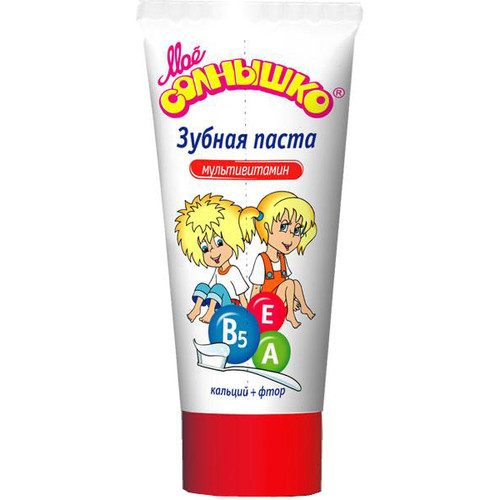 Моё
СОЛНЫШКО®
Зубная паста
мультивитамин
B5
E
A
кальций + фтор